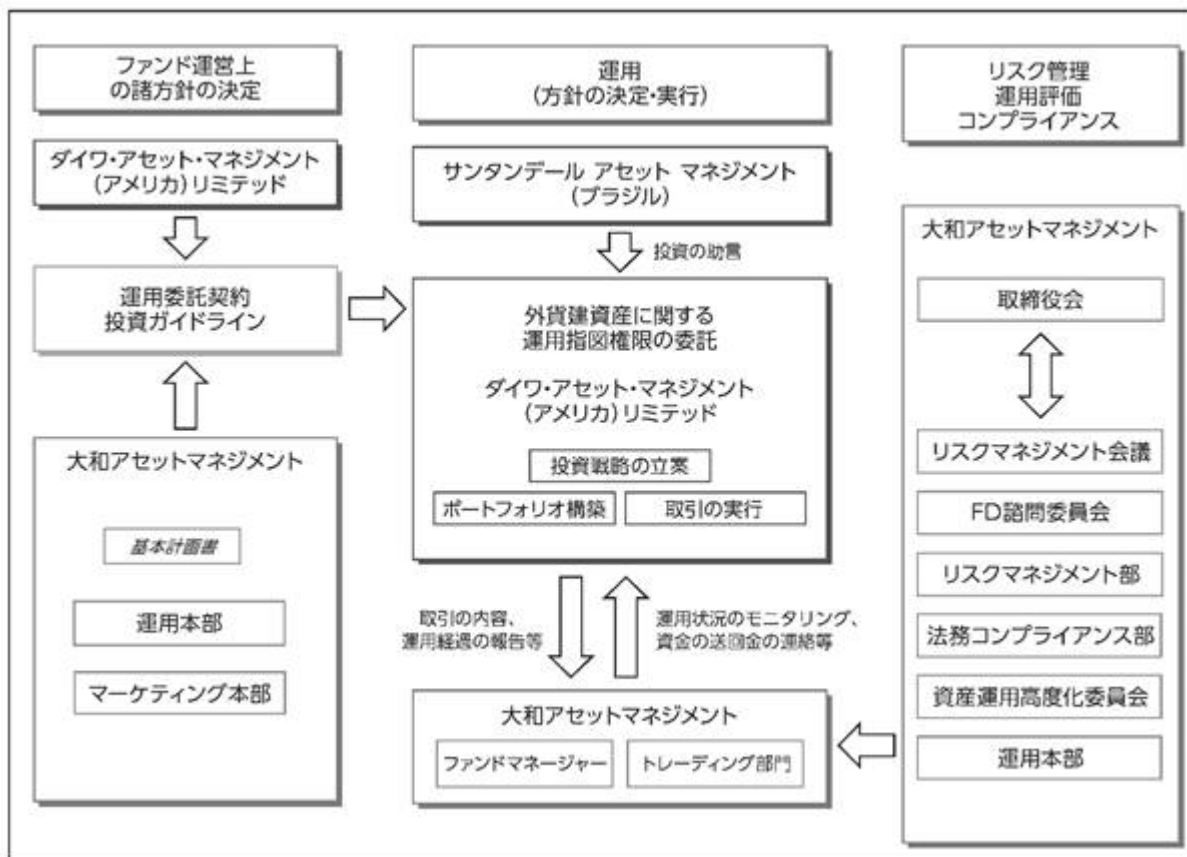 ファンド運営上
の諸方針の決定
ダイワ・アセット・マネジメント
(アメリカ)リミテッド
運用委託契約
投資ガイドライン
大和アセットマネジメント
基本計画書
運用本部
マーケティング本部
運用
(方針の決定・実行)
サンタンデール アセット マネジメント
(ブラジル)
投資の助言
外貨建資産に関する
運用指図権限の委託
ダイワ・アセット・マネジメント
(アメリカ)リミテッド
投資戦略の立案
ポートフォリオ構築
取引の実行
取引の内容、
運用経過の報告等
運用状況のモニタリング、
資金の送回金の連絡等
大和アセットマネジメント
ファンドマネージャー
トレーディング部門
リスク管理
運用評価
コンプライアンス
大和アセットマネジメント
取締役会
リスクマネジメント会議
FD諮問委員会
リスクマネジメント部
法務コンプライアンス部
資産運用高度化委員会
運用本部